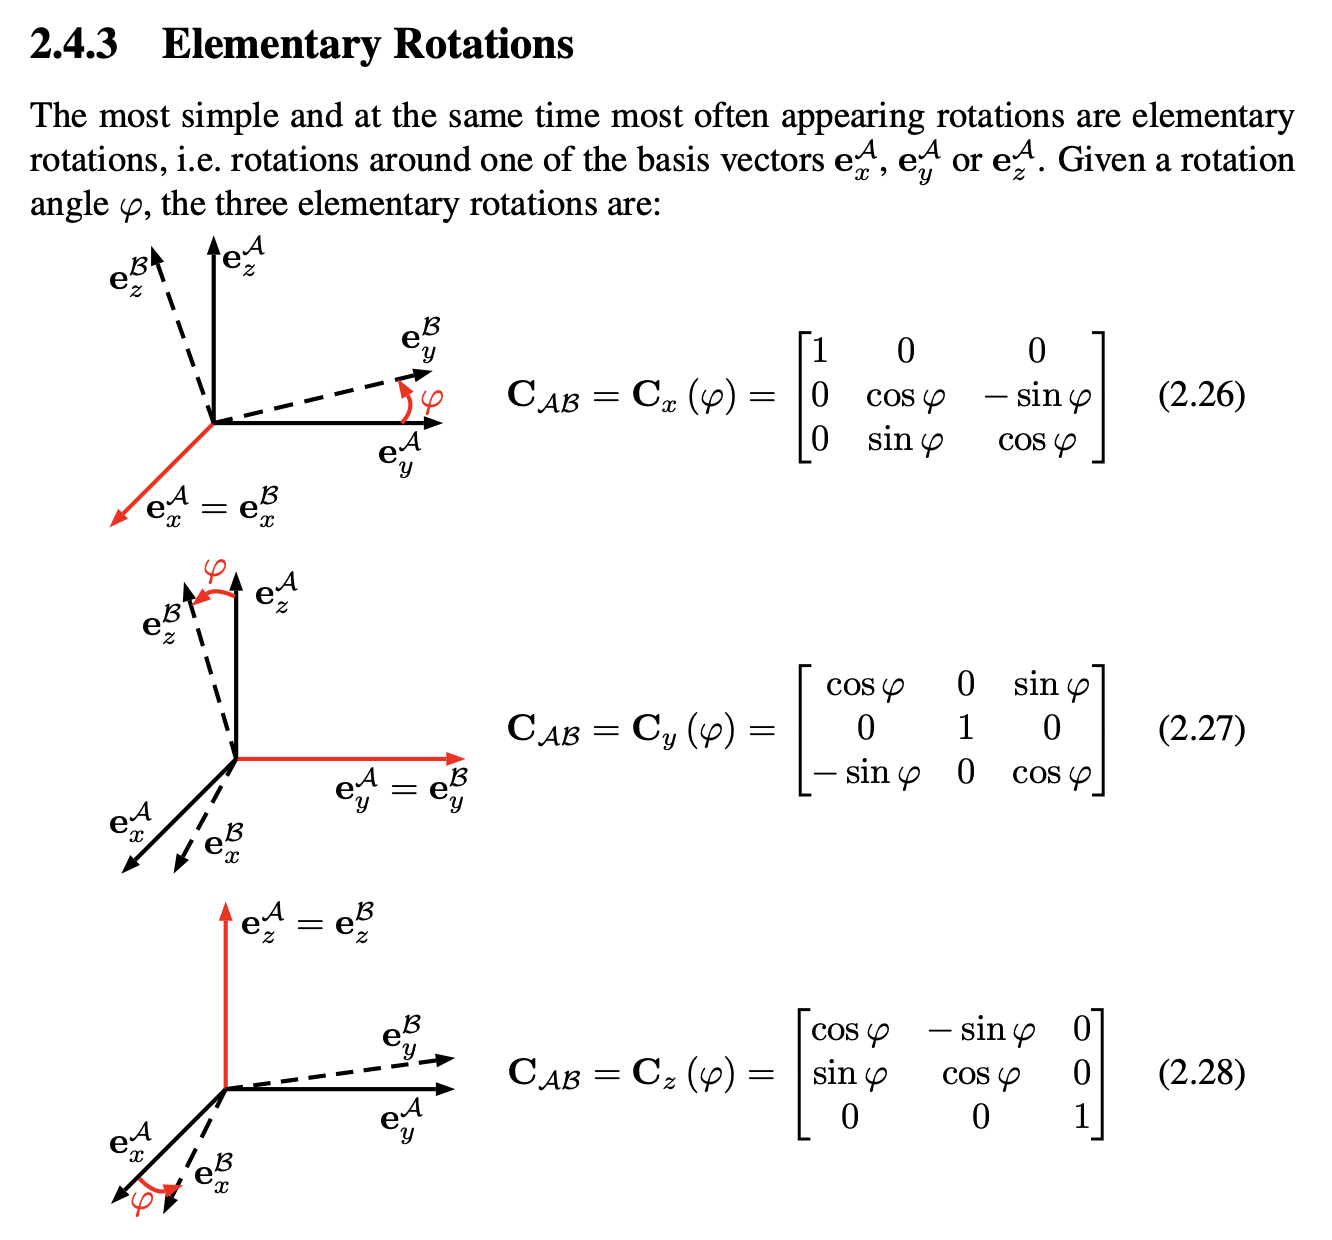 2.4.3 Elementary Rotations
The most simple and at the same time most often appearing rotations are elementary
rotations, i.e. rotations around one of the basis vectors e_x^𝒜, e_y^𝒜 or e_z^𝒜. Given a rotation
angle φ, the three elementary rotations are:
e_z^ℬ
e_z^𝒜
e_y^ℬ
φ
e_y^𝒜
e_x^𝒜 = e_x^ℬ
C_𝒜ℬ = C_x (φ) =
1 0 0
0 cos φ − sin φ
0 sin φ cos φ
(2.26)
φ
e_z^𝒜
e_z^ℬ
e_y^𝒜 = e_y^ℬ
e_x^𝒜
e_x^ℬ
C_𝒜ℬ = C_y (φ) =
cos φ 0 sin φ
0 1 0
− sin φ 0 cos φ
(2.27)
e_z^𝒜 = e_z^ℬ
e_y^ℬ
e_y^𝒜
e_x^𝒜
e_x^ℬ
φ
C_𝒜ℬ = C_z (φ) =
cos φ − sin φ 0
sin φ cos φ 0
0 0 1
(2.28)